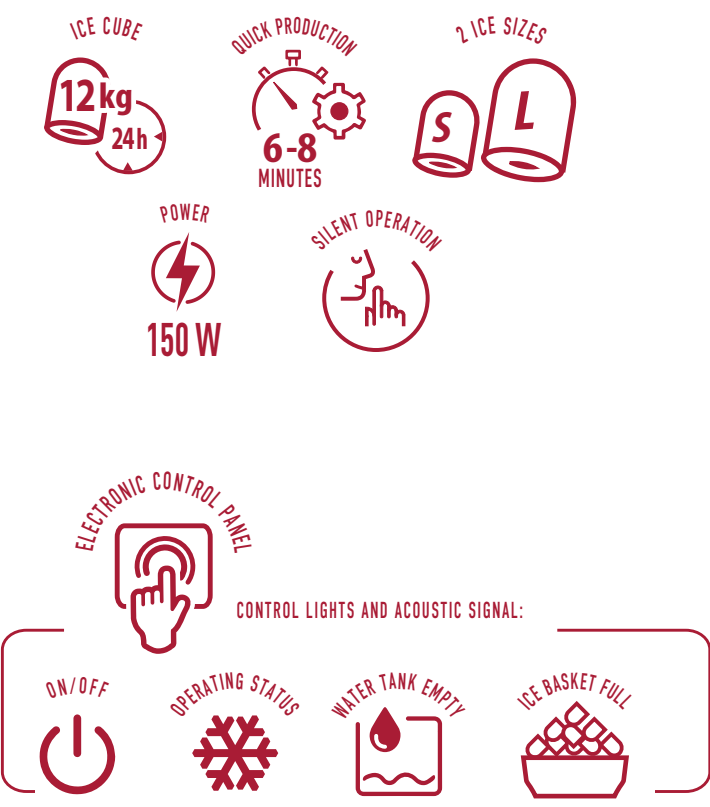 ICE CUBE
12kg
24h
QUICK PRODUCTION
6-8
MINUTES
2 ICE SIZES
S
L
POWER
150 W
SILENT OPERATION
ELECTRONIC CONTROL PANEL
CONTROL LIGHTS AND ACOUSTIC SIGNAL:
ON/OFF
OPERATING STATUS
WATER TANK EMPTY
ICE BASKET FULL